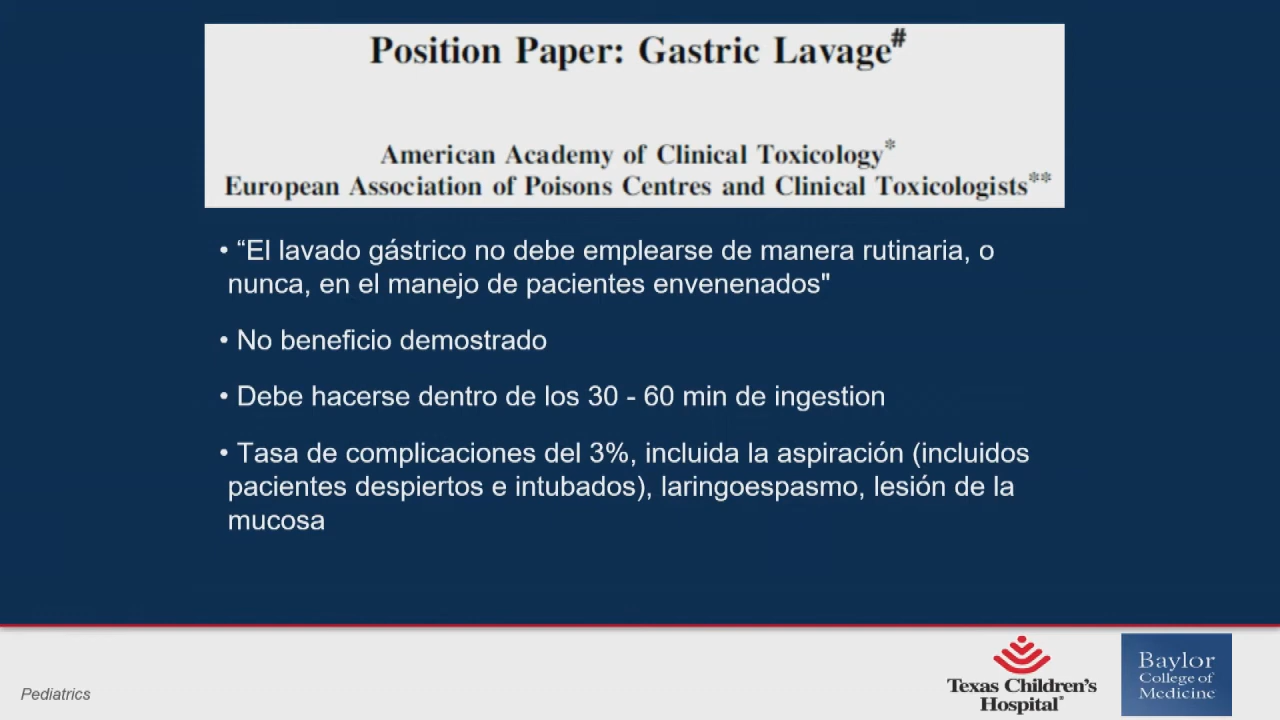 Position Paper: Gastric Lavage#
American Academy of Clinical Toxicology*
European Association of Poisons Centres and Clinical Toxicologists**
• “El lavado gástrico no debe emplearse de manera rutinaria, o
nunca, en el manejo de pacientes envenenados"
• No beneficio demostrado
• Debe hacerse dentro de los 30 - 60 min de ingestion
• Tasa de complicaciones del 3%, incluida la aspiración (incluidos
pacientes despiertos e intubados), laringoespasmo, lesión de la
mucosa
Pediatrics
Texas Children's
Hospital®
Baylor
College of
Medicine